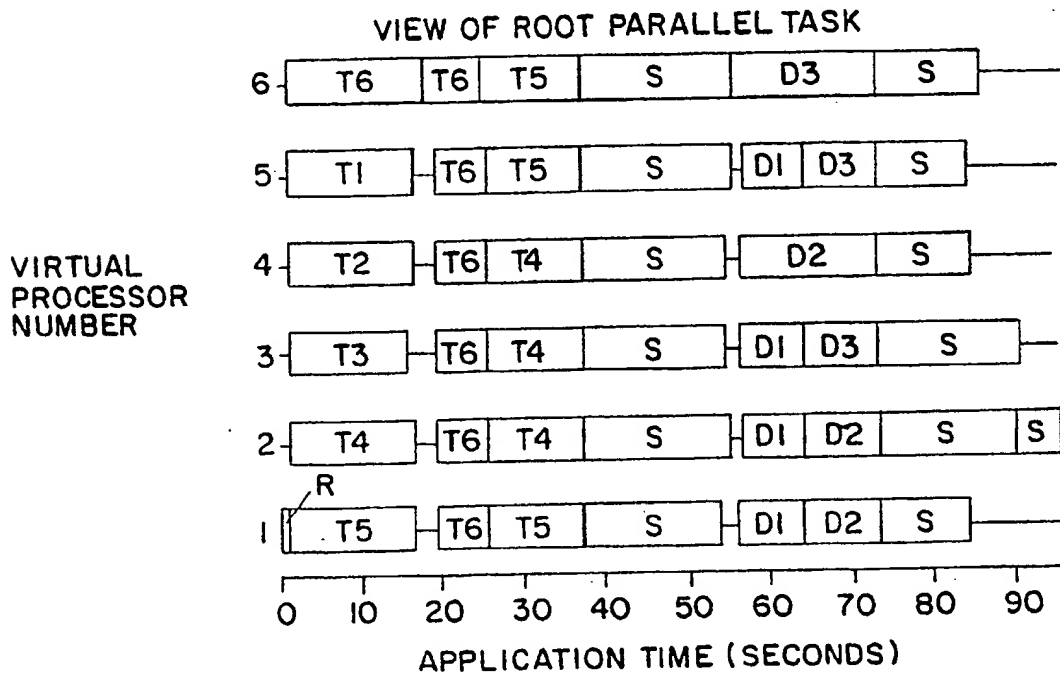 VIEW OF ROOT PARALLEL TASK
6 T6 T6 T5 S D3 S
5 T1 T6 T5 S D1 D3 S
VIRTUAL
PROCESSOR
NUMBER
4 T2 T6 T4 S D2 S
3 T3 T6 T4 S D1 D3 S
2 T4 T6 T4 S D1 D2 S S
R
1 T5 T6 T5 S D1 D2 S
0 10 20 30 40 50 60 70 80 90
APPLICATION TIME (SECONDS)